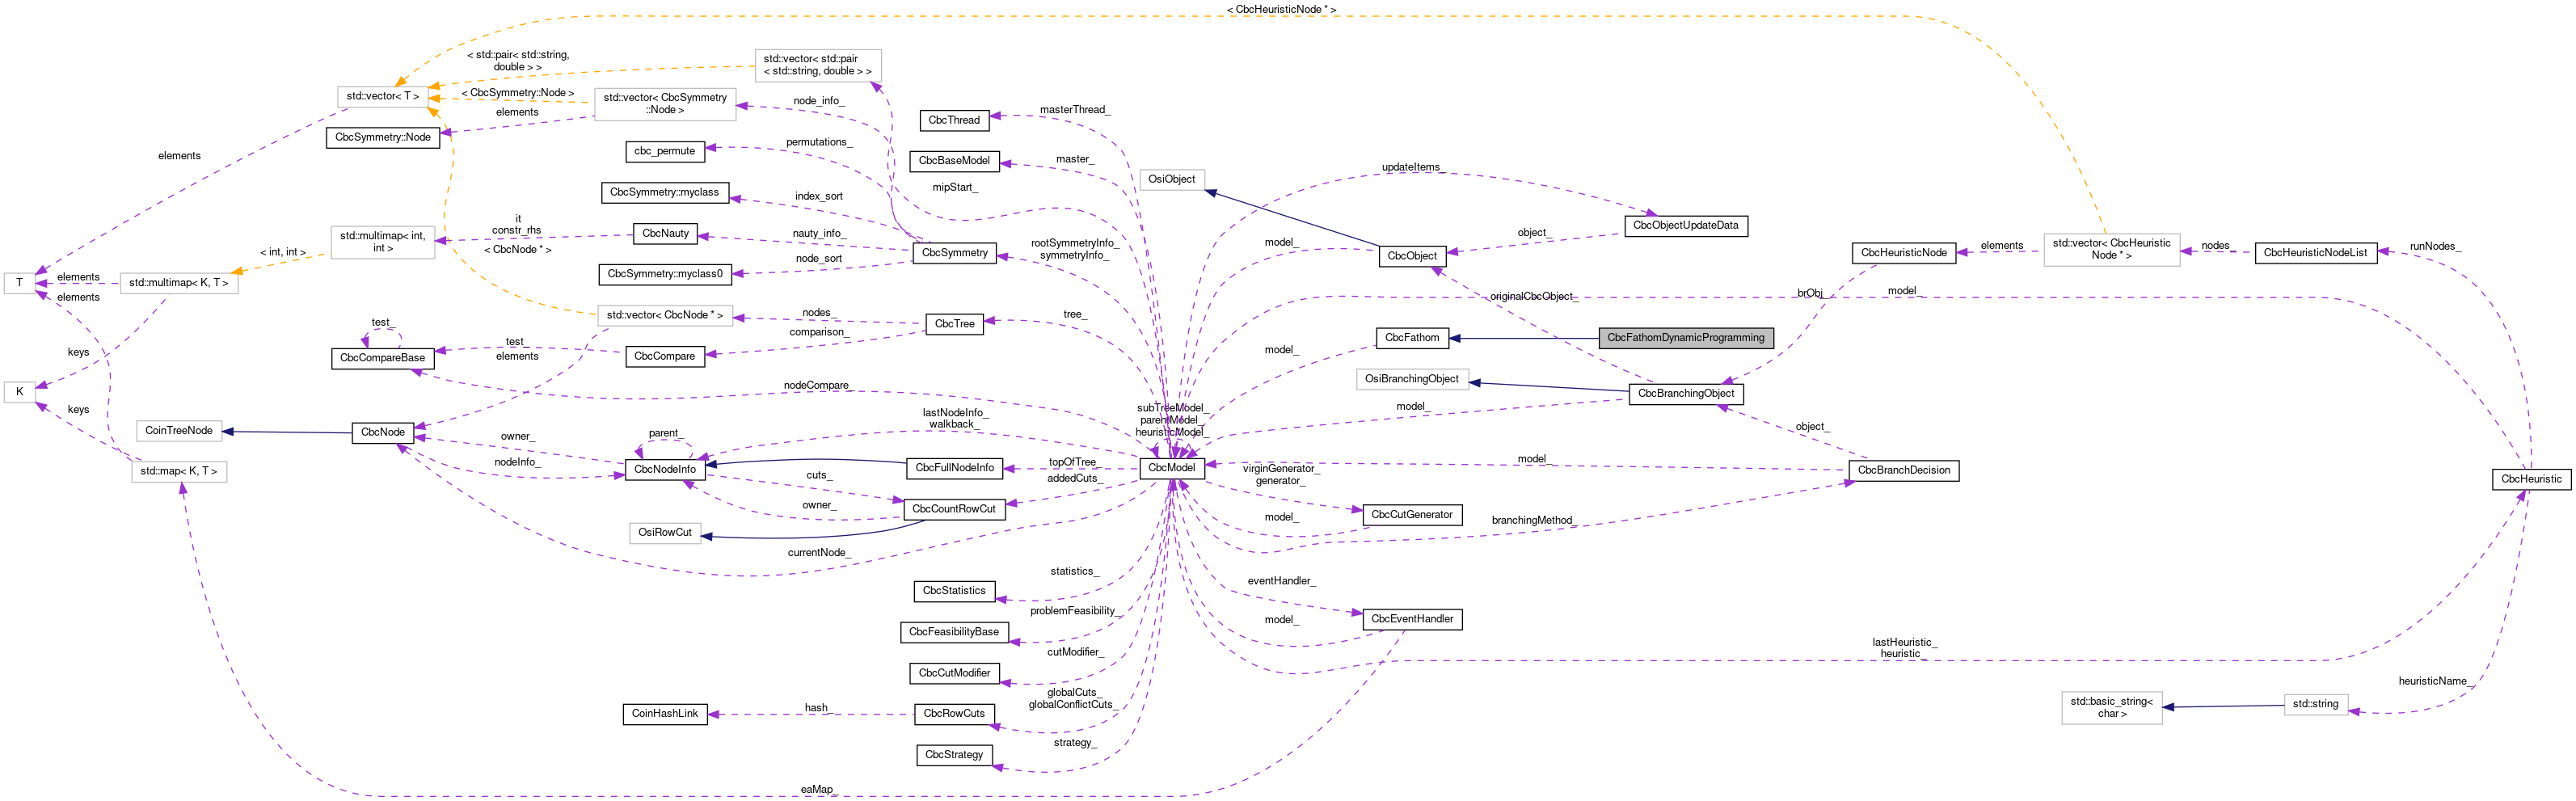 < CbcHeuristicNode * >
< std::pair< std::string,
double > >
std::vector< std::pair
< std::string, double > >
std::vector< T >
< CbcSymmetry::Node >
std::vector< CbcSymmetry
::Node >
node_info_
elements
CbcSymmetry::Node
masterThread_
CbcThread
cbc_permute
permutations_
CbcBaseModel
master_
elements
mipStart_
updateItems_
OsiObject
CbcSymmetry::myclass
index_sort
it
constr_rhs
std::multimap< int,
int >
CbcNauty
nauty_info_
< CbcNode * >
< int, int >
CbcSymmetry
rootSymmetryInfo_
symmetryInfo_
CbcSymmetry::myclass0
node_sort
model_
CbcObject
object_
CbcObjectUpdateData
CbcHeuristicNode
elements
std::vector< CbcHeuristic
Node * >
nodes_
CbcHeuristicNodeList
runNodes_
T
elements
std::multimap< K, T >
elements
originalCbcObject_
brObj_
model_
std::vector< CbcNode * >
nodes_
CbcTree
tree_
comparison_
test_
CbcCompareBase
test_
elements
CbcCompare
CbcFathom
CbcFathomDynamicProgramming
model_
keys
K
keys
nodeCompare_
OsiBranchingObject
CbcBranchingObject
model_
subTreeModel_
parentModel_
heuristicModel_
lastNodeInfo_
walkback_
CoinTreeNode
CbcNode
owner_
parent_
object_
nodeInfo_
CbcNodeInfo
CbcFullNodeInfo
topOfTree_
CbcModel
virginGenerator_
generator_
model_
CbcBranchDecision
std::map< K, T >
cuts_
addedCuts_
CbcHeuristic
owner_
CbcCountRowCut
CbcCutGenerator
model_
branchingMethod_
OsiRowCut
currentNode_
statistics_
CbcStatistics
eventHandler_
problemFeasibility_
CbcFeasibilityBase
model_
CbcEventHandler
cutModifier_
CbcCutModifier
lastHeuristic_
heuristic_
heuristicName_
globalCuts_
globalConflictCuts_
CoinHashLink
hash_
CbcRowCuts
std::basic_string<
char >
std::string
strategy_
CbcStrategy
eaMap_